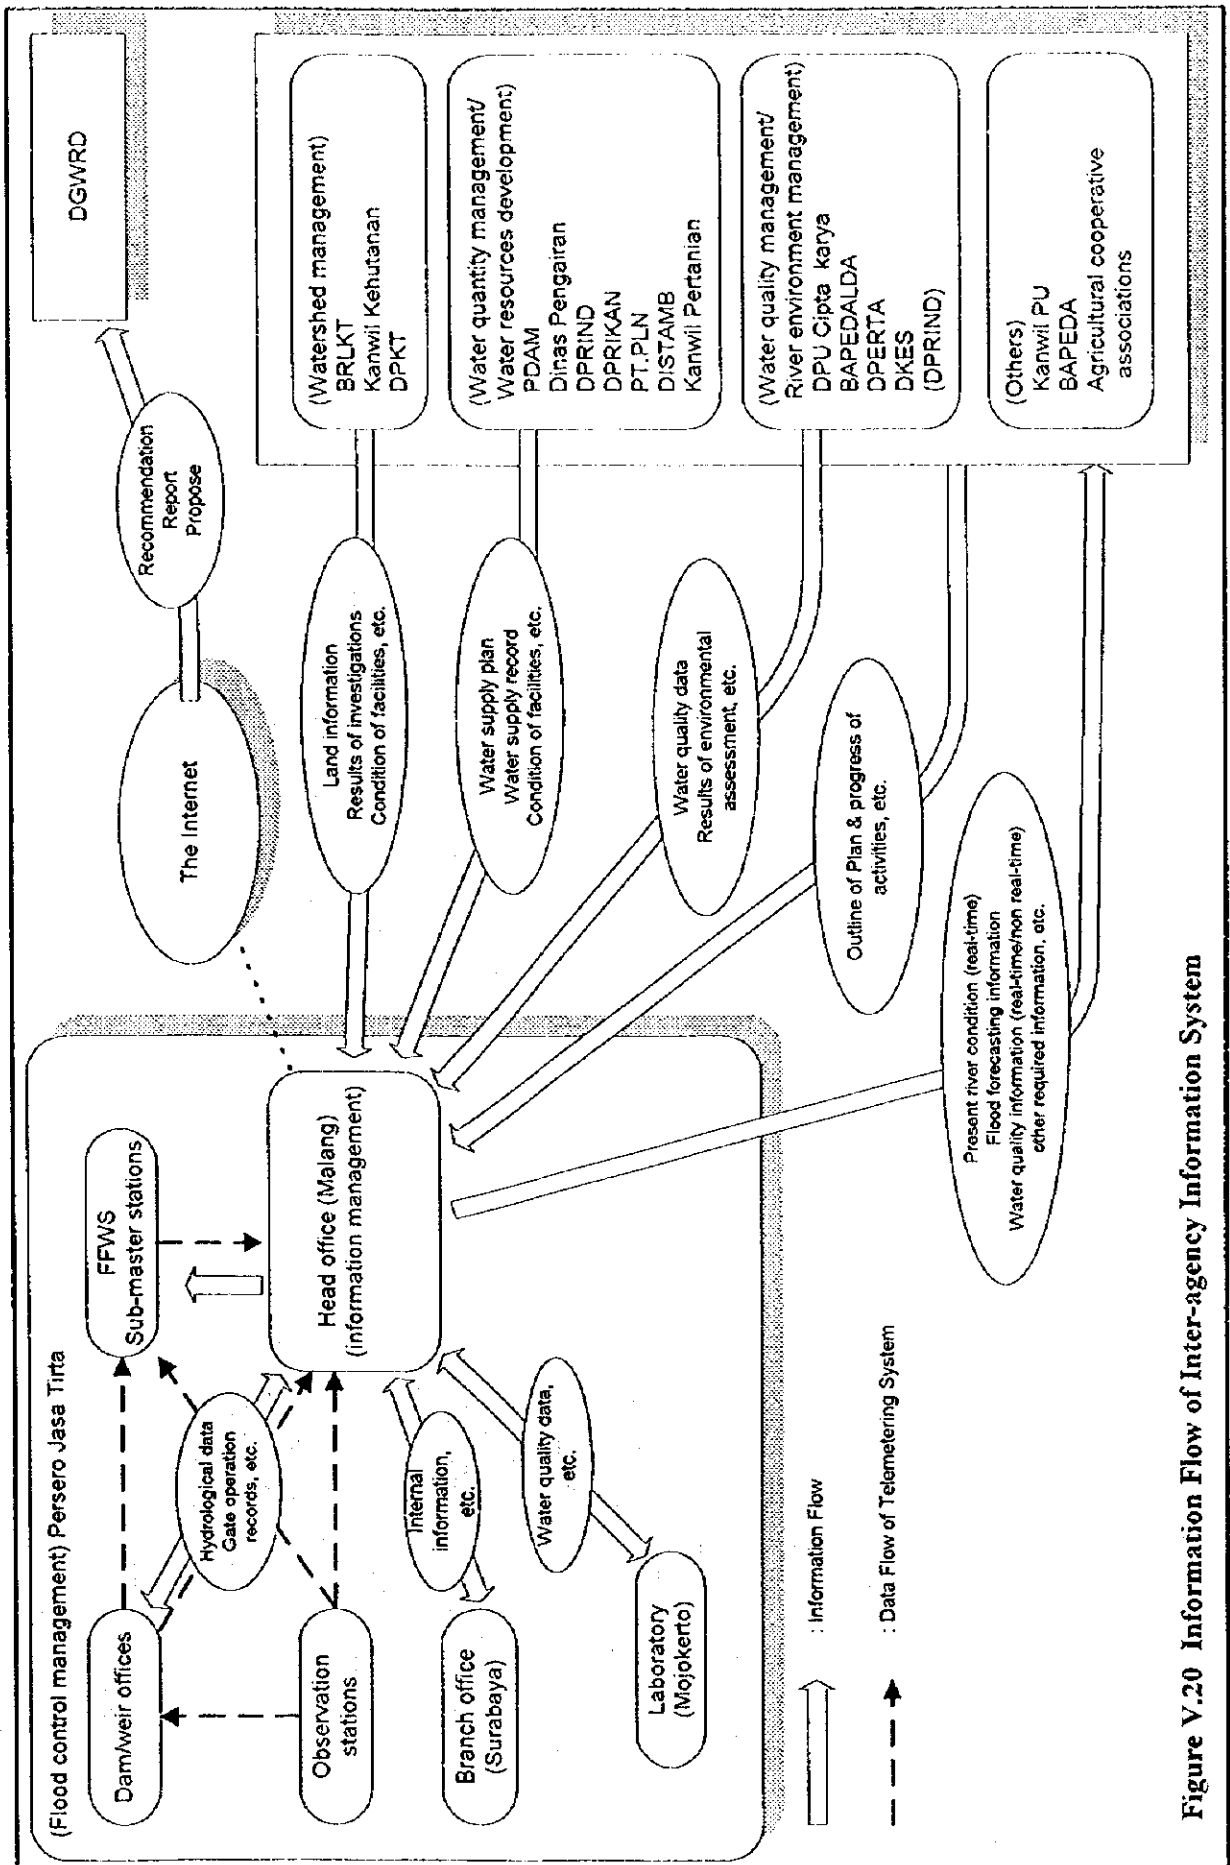 (Flood control management) Persero Jasa Tirta
Dam/weir offices
Hydrological data
Gate operation
records, etc.
FFWS
Sub-master stations
Observation
stations
Head office (Malang)
(information management)
Branch office
(Surabaya)
Internal
information,
etc.
Laboratory
(Mojokerto)
Water quality data,
etc.
The Internet
Recommendation
Report
Propose
DGWRD
Land information
Results of investigations
Condition of facilities, etc.
(Watershed management)
BRLKT
Kanwil Kehutanan
DPKT
Water supply plan
Water supply record
Condition of facilities, etc.
(Water quantity management/
Water resources development)
PDAM
Dinas Pengairan
DPRIND
DPRIKAN
PT.PLN
DISTAMB
Kanwil Pertanian
Water quality data
Results of environmental
assessment, etc.
(Water quality management/
River environment management)
DPU Cipta karya
BAPEDALDA
DPERTA
DKES
(DPRIND)
Outline of Plan & progress of
activities, etc.
(Others)
Kanwil PU
BAPEDA
Agricultural cooperative
associations
Present river condition (real-time)
Flood forecasting information
Water quality information (real-time/non real-time)
other required information, etc.
: Information Flow
: Data Flow of Telemetering System
Figure V.20 Information Flow of Inter-agency Information System